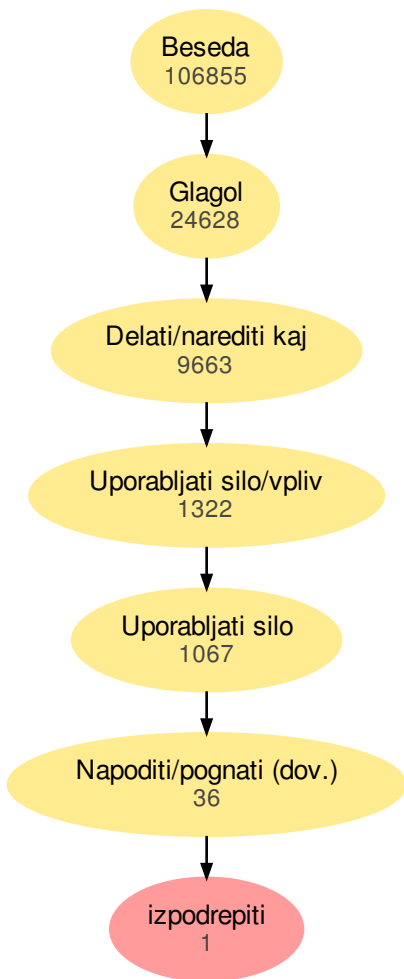 Beseda
106855
Glagol
24628
Delati/narediti kaj
9663
Uporabljati silo/vpliv
1322
Uporabljati silo
1067
Napoditi/pognati (dov.)
36
izpodrepiti
1